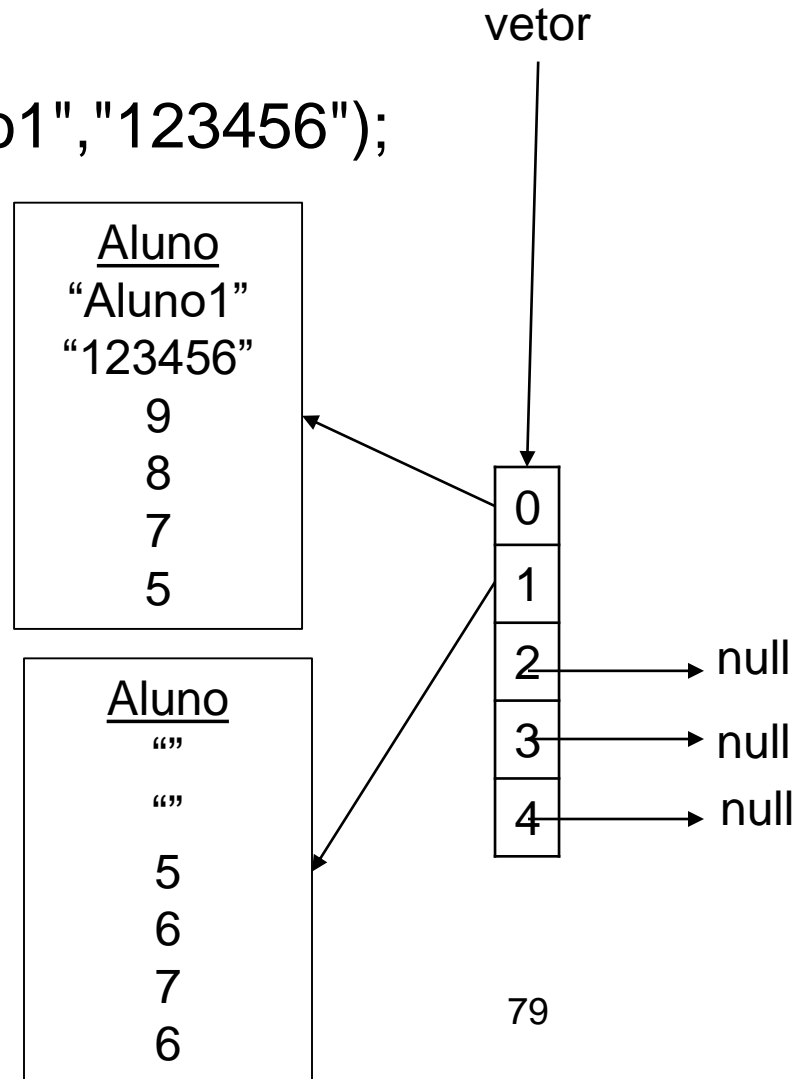 vetor
o1","123456");
Aluno
“Aluno1”
“123456”
9
8
7
5
0
1
2
3
4
null
null
null
Aluno
“”
“”
5
6
7
6
79